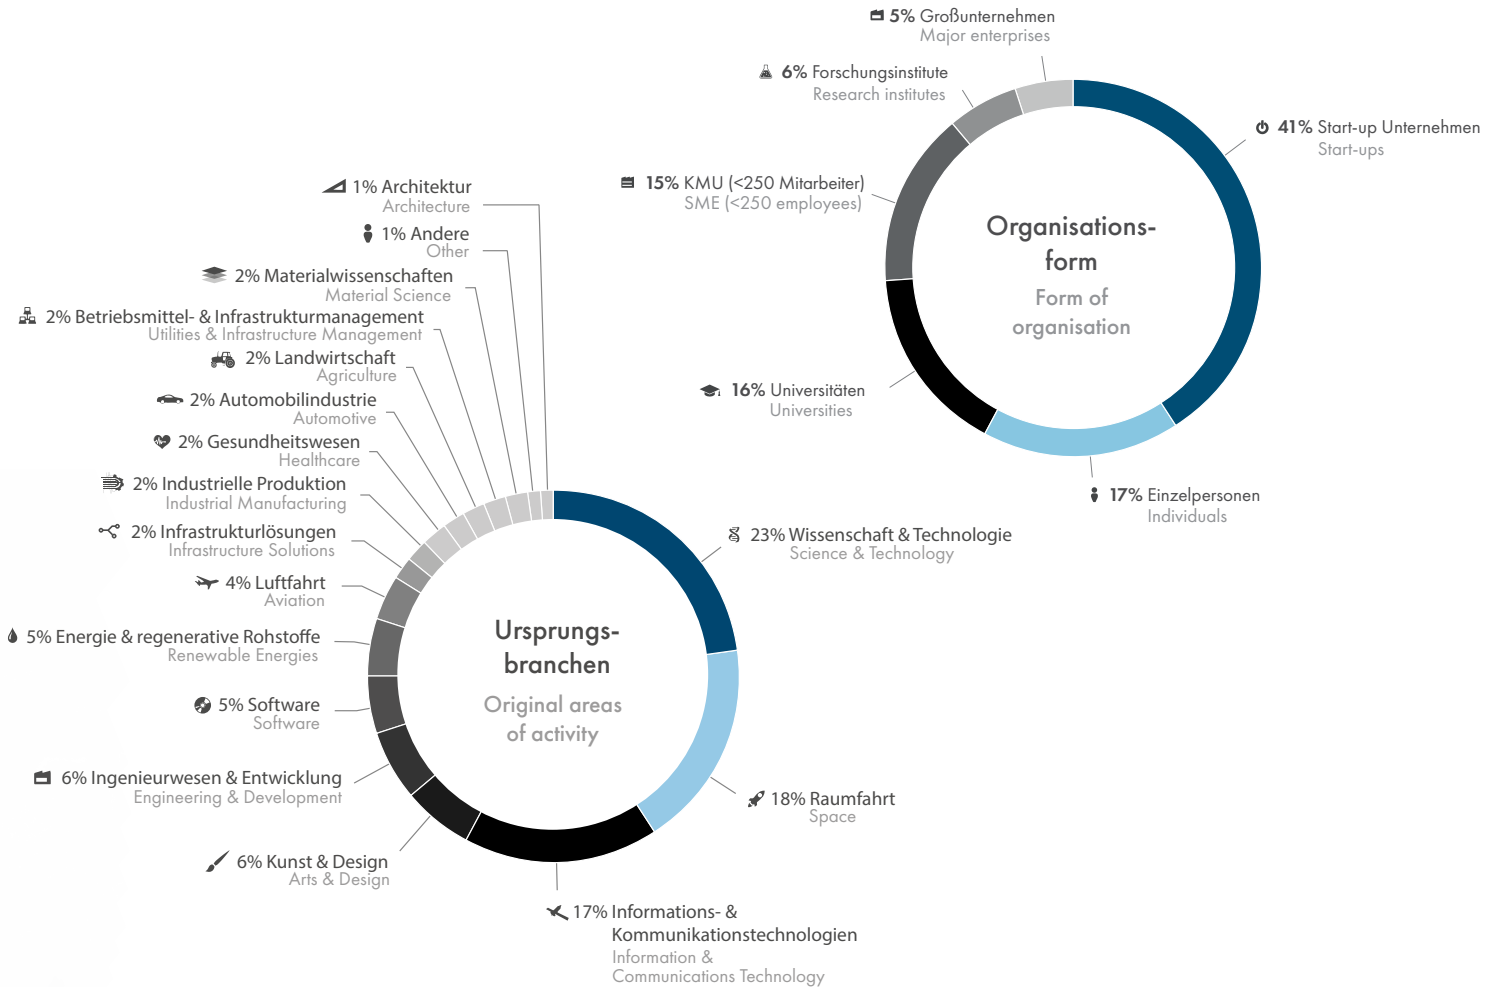 5% Großunternehmen
Major enterprises
6% Forschungsinstitute
Research institutes
41% Start-up Unternehmen
Start-ups
15% KMU (<250 Mitarbeiter)
SME (<250 employees)
Organisations-
form
Form of
organisation
16% Universitäten
Universities
17% Einzelpersonen
Individuals
1% Architektur
Architecture
1% Andere
Other
2% Materialwissenschaften
Material Science
2% Betriebsmittel- & Infrastrukturmanagement
Utilities & Infrastructure Management
2% Landwirtschaft
Agriculture
2% Automobilindustrie
Automotive
2% Gesundheitswesen
Healthcare
2% Industrielle Produktion
Industrial Manufacturing
2% Infrastrukturlösungen
Infrastructure Solutions
4% Luftfahrt
Aviation
5% Energie & regenerative Rohstoffe
Renewable Energies
5% Software
Software
6% Ingenieurwesen & Entwicklung
Engineering & Development
6% Kunst & Design
Arts & Design
Ursprungs-
branchen
Original areas
of activity
23% Wissenschaft & Technologie
Science & Technology
18% Raumfahrt
Space
17% Informations- &
Kommunikationstechnologien
Information &
Communications Technology